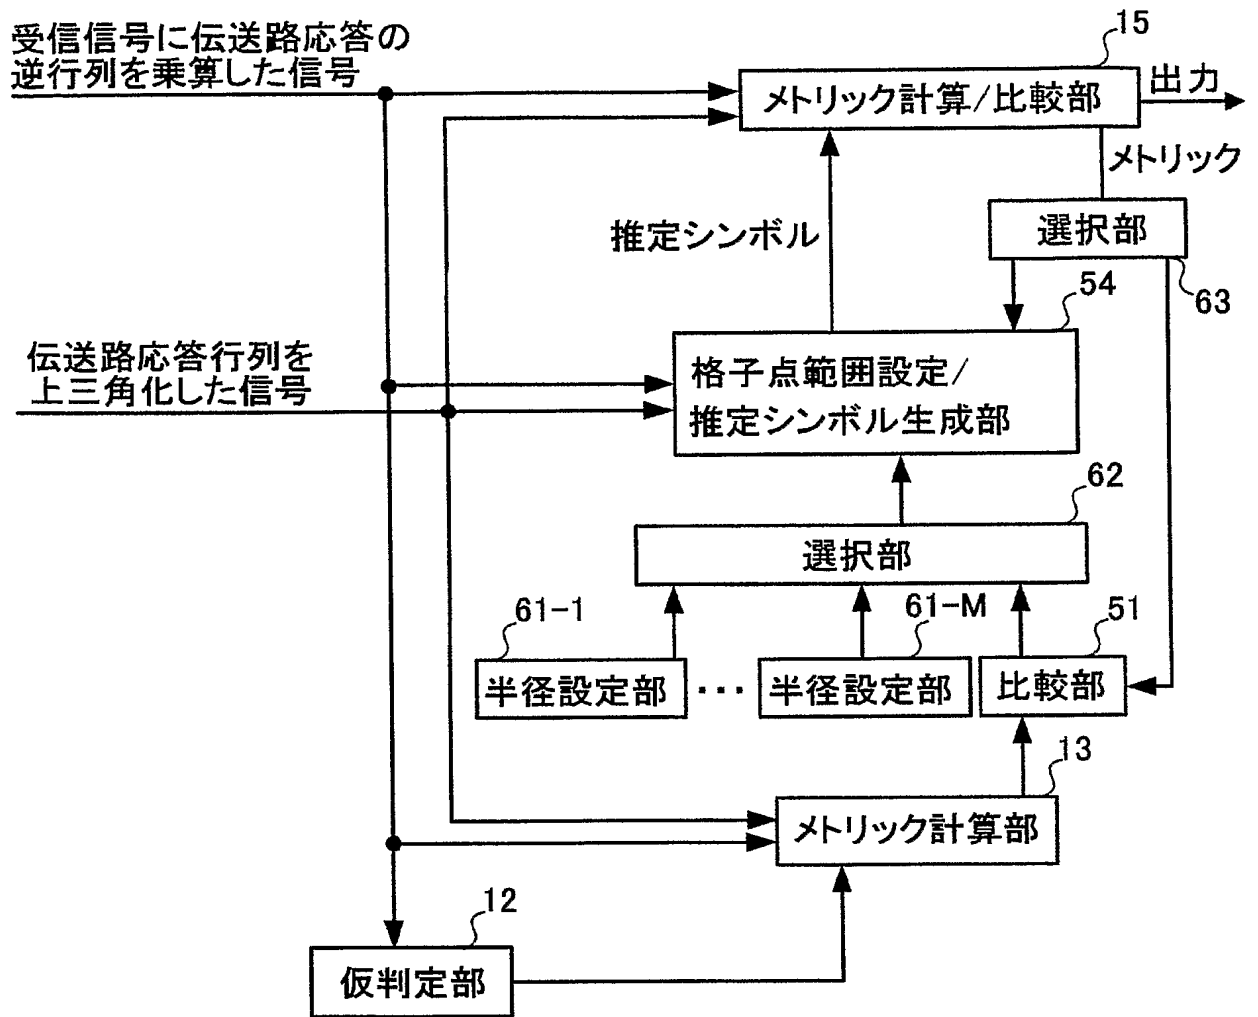 受信信号に伝送路応答の
逆行列を乗算した信号
15
メトリック計算/比較部
出力
メトリック
推定シンボル
選択部
63
54
伝送路応答行列を
上三角化した信号
格子点範囲設定/
推定シンボル生成部
62
選択部
61-1
61-M
51
半径設定部
···
半径設定部
比較部
13
メトリック計算部
12
仮判定部